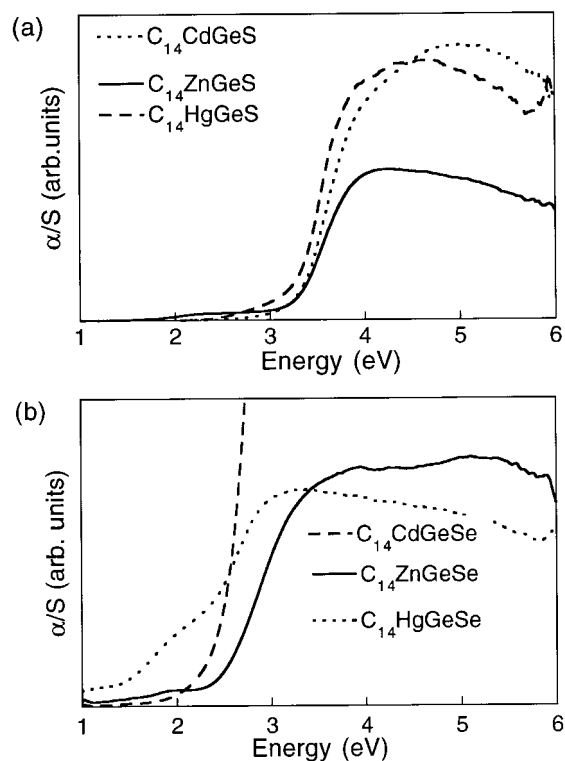 (a)
C14CdGeS
C14ZnGeS
C14HgGeS
α/S (arb.units)
1 2 3 4 5 6
Energy (eV)
(b)
C14CdGeSe
C14ZnGeSe
C14HgGeSe
α/S (arb. units)
1 2 3 4 5 6
Energy (eV)